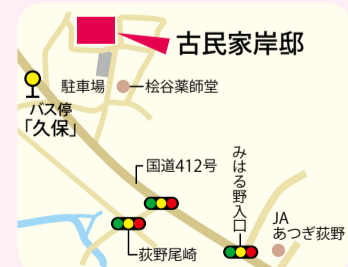 古民家岸邸
駐車場
桧谷薬師堂
バス停
「久保」
国道412号
みはる野入口
JA
あつぎ荻野
荻野尾崎